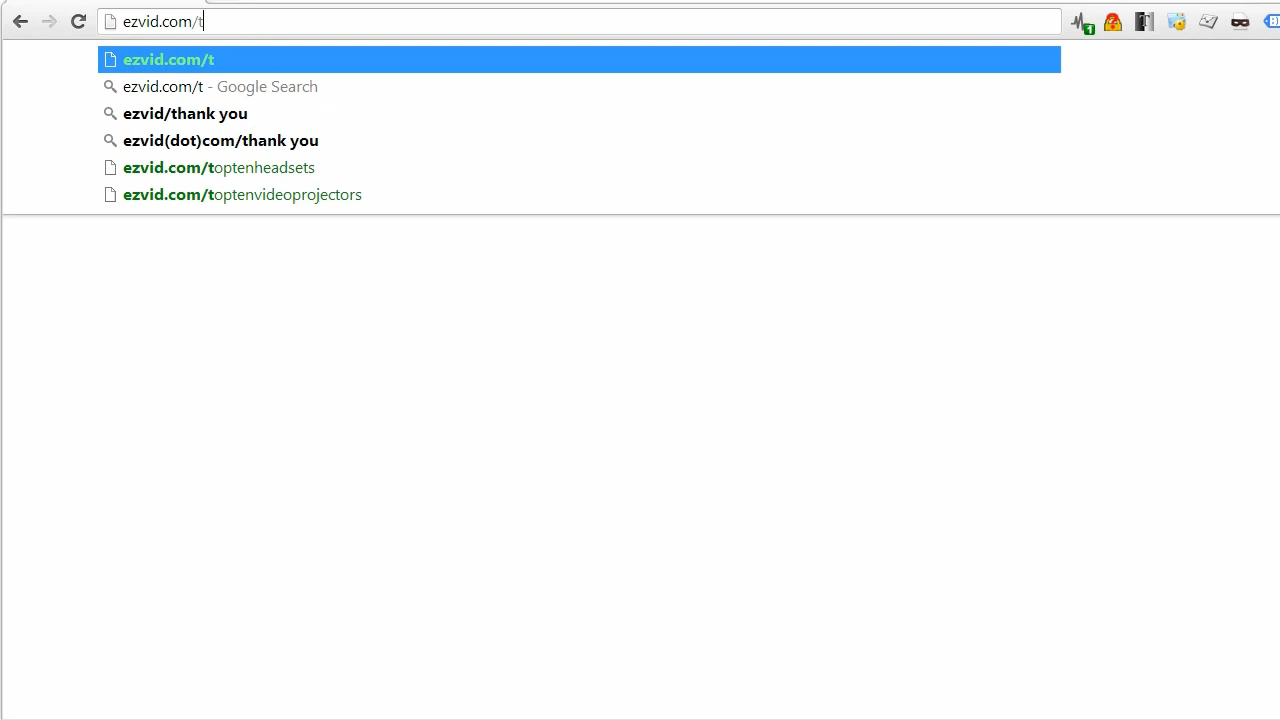 ezvid.com/t
1
T
ezvid.com/t
ezvid.com/t - Google Search
ezvid/thank you
ezvid(dot)com/thank you
ezvid.com/toptenheadsets
ezvid.com/toptenvideoprojectors